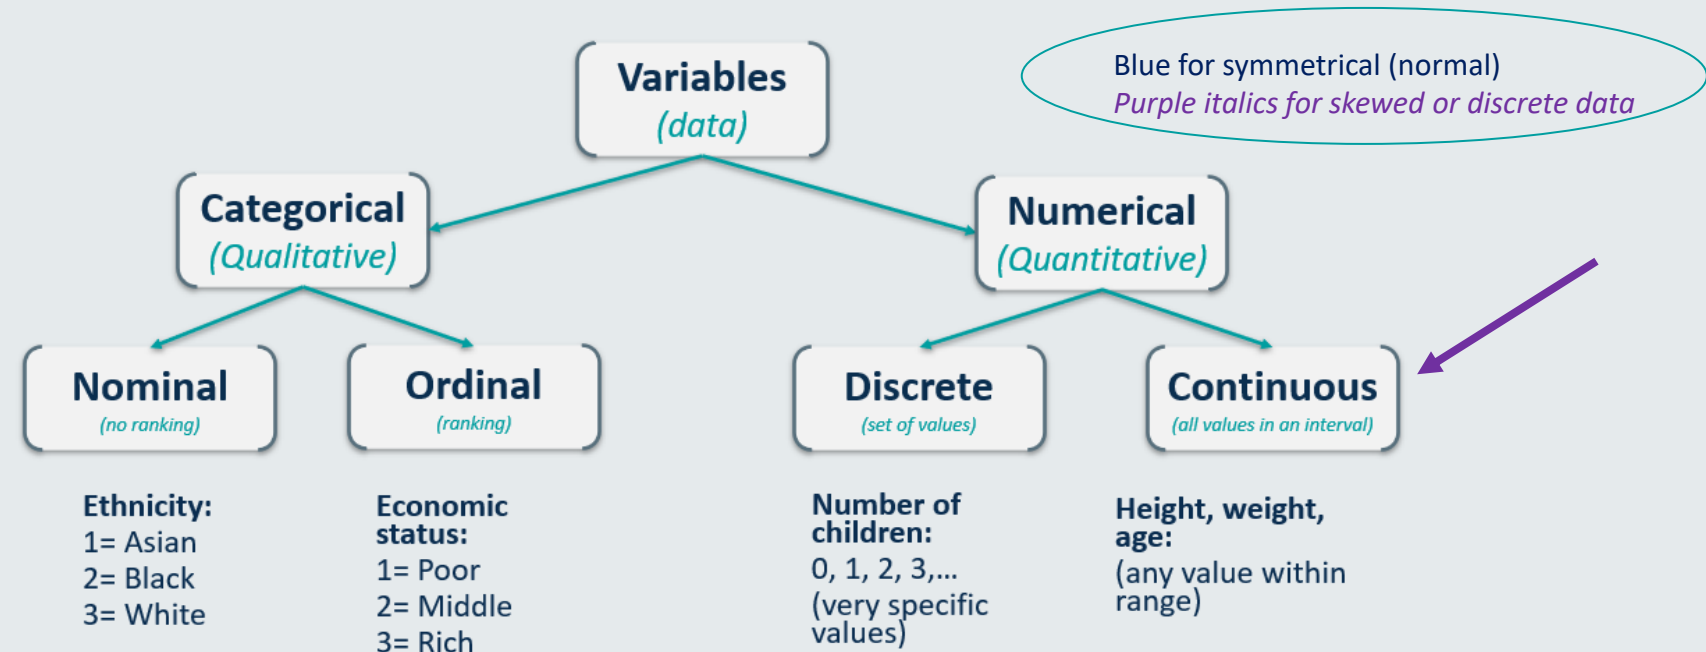 Variables
(data)
Blue for symmetrical (normal)
Purple italics for skewed or discrete data
Categorical
(Qualitative)
Numerical
(Quantitative)
Nominal
(no ranking)
Ordinal
(ranking)
Discrete
(set of values)
Continuous
(all values in an interval)
Ethnicity:
1= Asian
2= Black
3= White
Economic
status:
1= Poor
2= Middle
3= Rich
Number of
children:
0, 1, 2, 3,...
(very specific
values)
Height, weight,
age:
(any value within
range)